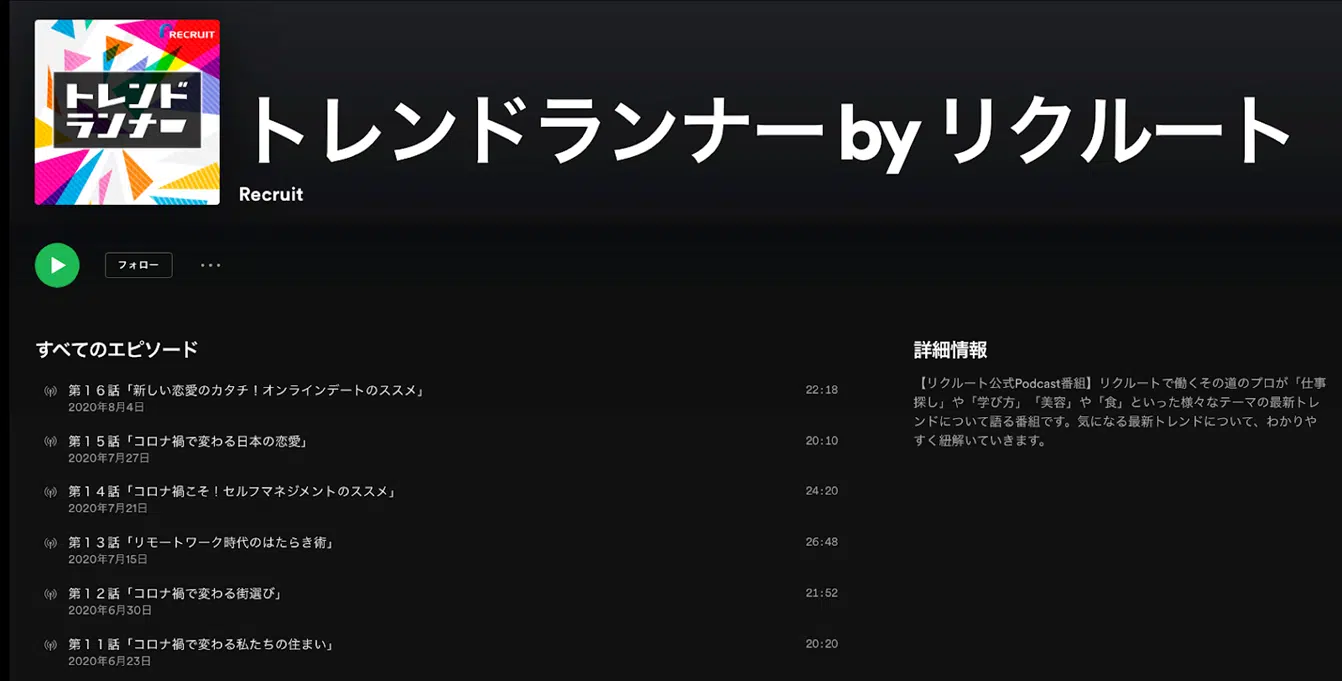 RECRUIT
トレンド
ランナー
トレンドランナー by リクルート
Recruit
フォロー
すべてのエピソード
第１６話「新しい恋愛のカタチ！オンラインデートのススメ」
22:18
2020年8月4日
第１５話「コロナ禍で変わる日本の恋愛」
20:10
2020年7月27日
第１４話「コロナ禍こそ！セルフマネジメントのススメ」
24:20
2020年7月21日
第１３話「リモートワーク時代のはたらき術」
26:48
2020年7月15日
第１２話「コロナ禍で変わる街選び」
21:52
2020年6月30日
第１１話「コロナ禍で変わる私たちの住まい」
20:20
2020年6月23日
詳細情報
【リクルート公式Podcast番組】リクルートで働くその道のプロが「仕事
探し」や「学び方」「美容」や「食」といった様々なテーマの最新トレ
ンドについて語る番組です。気になる最新トレンドについて、わかりや
すく紐解いていきます。